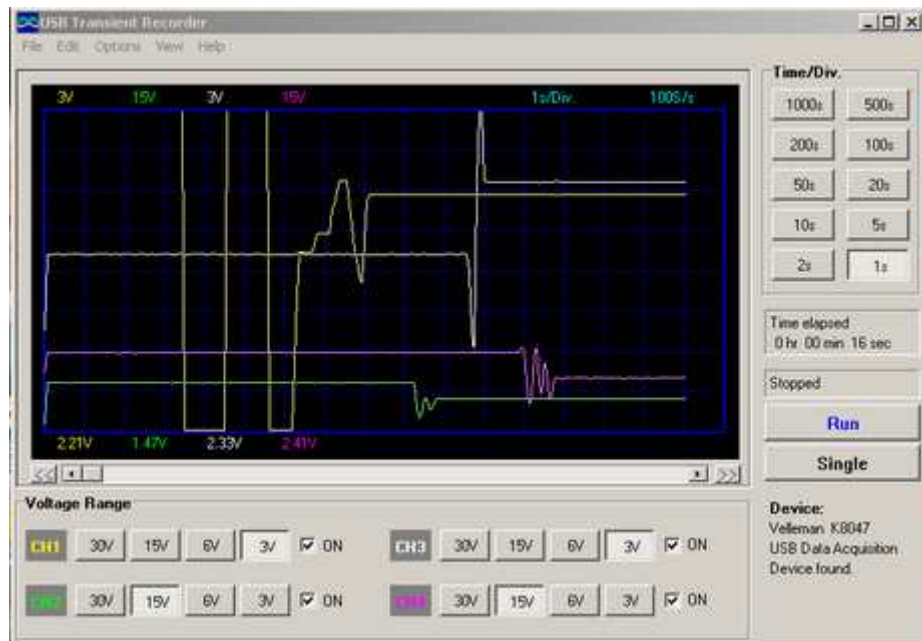 USB Transient Recorder
File Edit Options View Help
3V 15V 3V 15V 1s/Div. 100S/s
2.21V 1.47V 2.33V 2.41V
<< >>
Time/Div.
1000s 500s
200s 100s
50s 20s
10s 5s
2s 1s
Time elapsed
0 hr 00 min 16 sec
Stopped
Run
Single
Voltage Range
CH1 30V 15V 6V 3V ON
CH3 30V 15V 6V 3V ON
CH2 30V 15V 6V 3V ON
CH4 30V 15V 6V 3V ON
Device:
Velleman K8047
USB Data Acquisition
Device found.